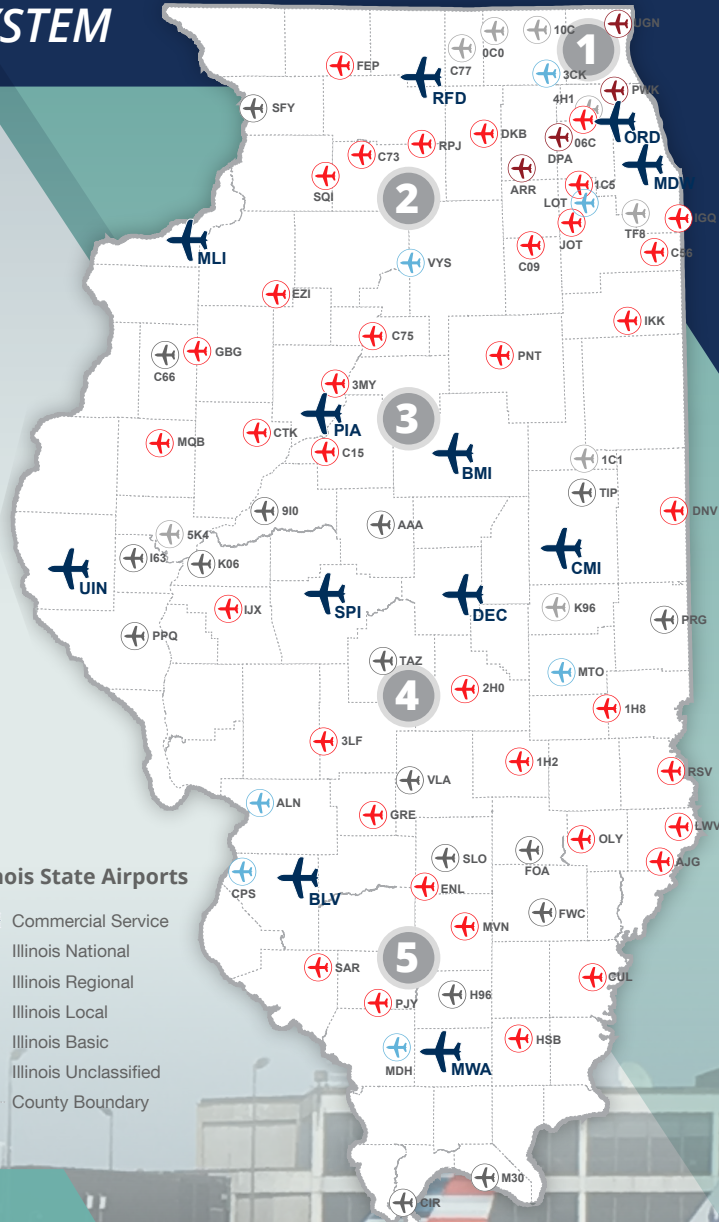 YSTEM
UGN
10C
0C0
C77
1
3CK
FEP
RFD
SFY
4H1
PWK
ORD
06C
DPA
DKB
RPJ
C73
SQI
ARR
MDW
1C5
LOT
JOT
TF8
IGQ
C56
C09
2
MLI
VYS
EZI
IKK
C75
PNT
GBG
C66
3MY
PIA
3
CTK
MQB
C15
BMI
1C1
TIP
DNV
9I0
AAA
5K4
I63
K06
UIN
CMI
SPI
DEC
IJX
K96
PRG
PPQ
TAZ
MTO
2H0
4
1H8
3LF
1H2
RSV
VLA
ALN
GRE
LWV
OLY
AJG
SLO
FOA
nois State Airports
CPS
BLV
ENL
FWC
Commercial Service
MVN
Illinois National
5
SAR
CUL
Illinois Regional
PJY
H96
Illinois Local
HSB
Illinois Basic
MDH
MWA
Illinois Unclassified
County Boundary
M30
CIR